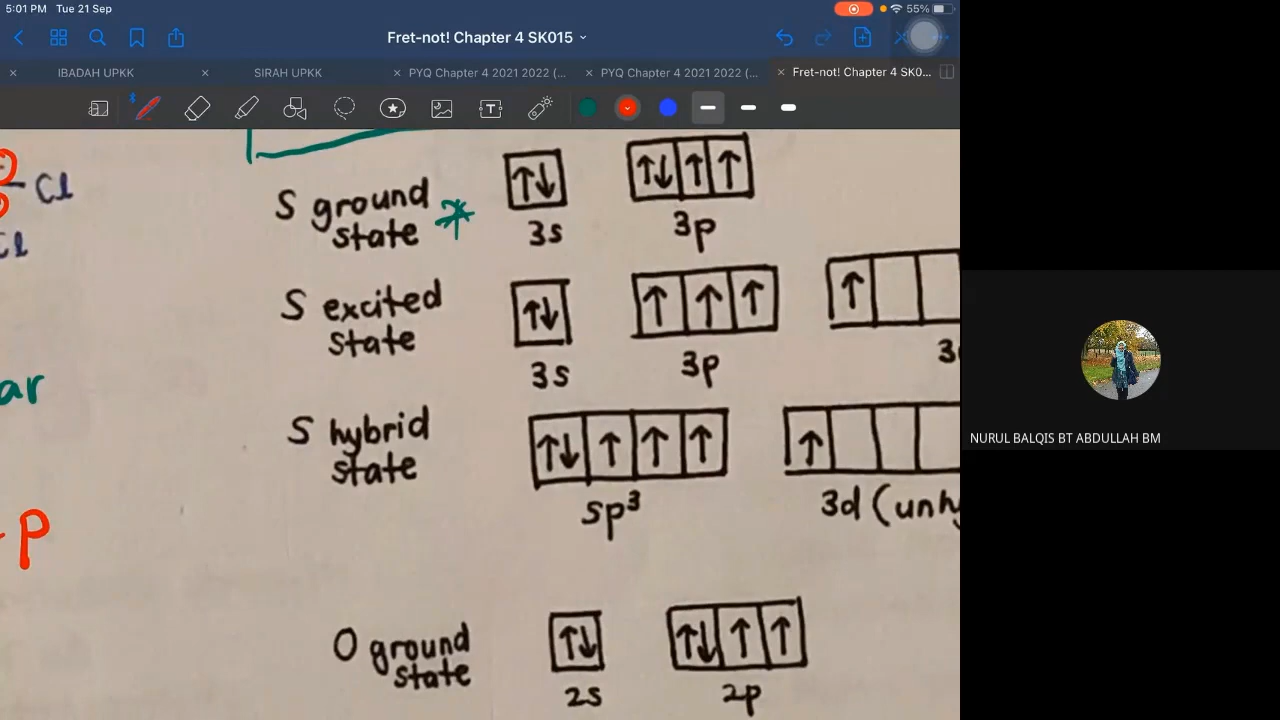 5:01 PM Tue 21 Sep
55%
Fret-not! Chapter 4 SK015
IBADAH UPKK
SIRAH UPKK
PYQ Chapter 4 2021 2022 (...
PYQ Chapter 4 2021 2022 (...
Fret-not! Chapter 4 SK0...
T
Cl
Cl
S ground state *
↑↓ ↑↓ ↑ ↑
3s 3p
S excited state
↑↓ ↑ ↑ ↑ ↑
3s 3p
ar
S hybrid state
↑↓ ↑ ↑ ↑ ↑
sp³ 3d (unhy
p
O ground state
↑↓ ↑↓ ↑ ↑
2s 2p
NURUL BALQIS BT ABDULLAH BM